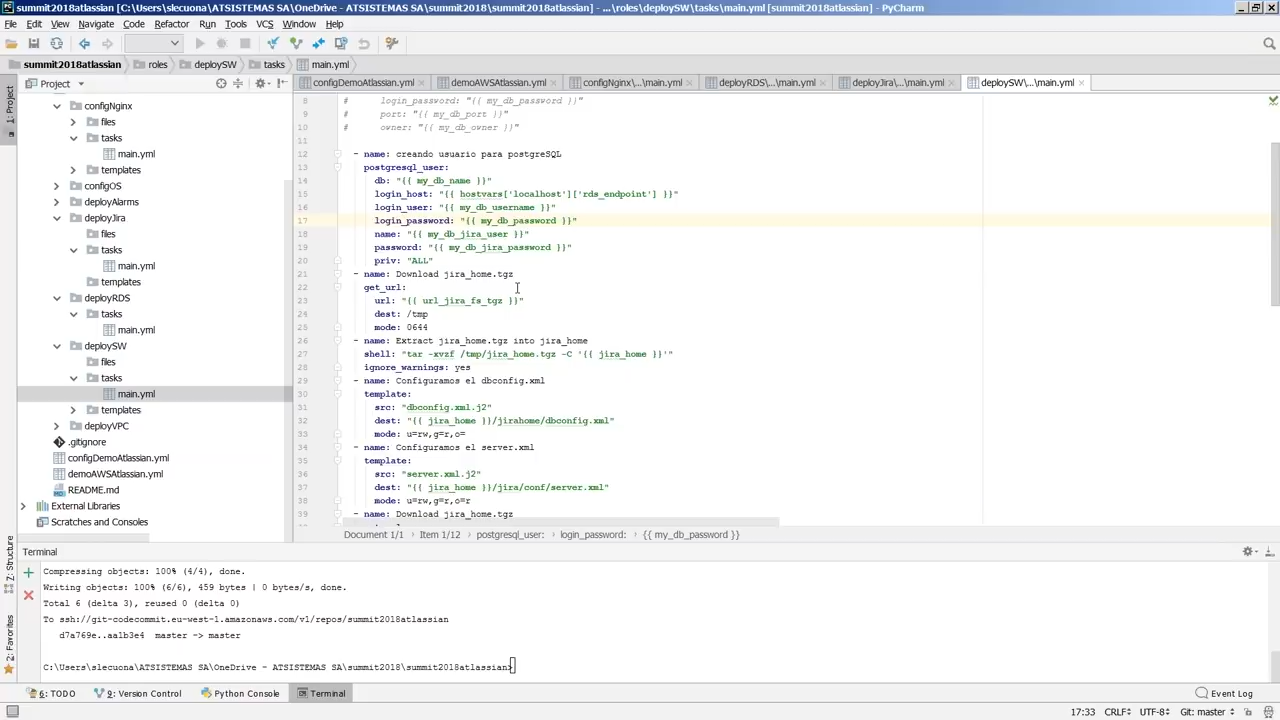 summit2018atlassian [C:\Users\slecuona\ATSISTEMAS SA\OneDrive - ATSISTEMAS SA\summit2018\summit2018atlassian] - ...\roles\deploySW\tasks\main.yml [summit2018atlassian] - PyCharm
File Edit View Navigate Code Refactor Run Tools VCS Window Help
summit2018atlassian roles deploySW tasks main.yml
Project
configDemoAtlassian.yml demoAWSAtlassian.yml configNginx\...\main.yml deployRDS\...\main.yml deployJira\...\main.yml deploySW\...\main.yml
1: Project
configNginx
files
tasks
main.yml
templates
configOS
deployAlarms
deployJira
files
tasks
main.yml
templates
deployRDS
tasks
main.yml
deploySW
files
tasks
main.yml
templates
deployVPC
.gitignore
configDemoAtlassian.yml
demoAWSAtlassian.yml
README.md
External Libraries
Scratches and Consoles
8 # login_password: "{{ my_db_password }}"
9 # port: "{{ my_db_port }}"
10 # owner: "{{ my_db_owner }}"
11
12 - name: creando usuario para postgreSQL
13 postgresql_user:
14 db: "{{ my_db_name }}"
15 login_host: "{{ hostvars['localhost']['rds_endpoint'] }}"
16 login_user: "{{ my_db_username }}"
17 login_password: "{{ my_db_password }}"
18 name: "{{ my_db_jira_user }}"
19 password: "{{ my_db_jira_password }}"
20 priv: "ALL"
21 - name: Download jira_home.tgz
22 get_url:
23 url: "{{ url_jira_fs_tgz }}"
24 dest: /tmp
25 mode: 0644
26 - name: Extract jira_home.tgz into jira_home
27 shell: "tar -xvzf /tmp/jira_home.tgz -C '{{ jira_home }}'"
28 ignore_warnings: yes
29 - name: Configuramos el dbconfig.xml
30 template:
31 src: "dbconfig.xml.j2"
32 dest: "{{ jira_home }}/jirahome/dbconfig.xml"
33 mode: u=rw,g=r,o=
34 - name: Configuramos el server.xml
35 template:
36 src: "server.xml.j2"
37 dest: "{{ jira_home }}/jira/conf/server.xml"
38 mode: u=rw,g=r,o=r
39 - name: Download jira_home.tgz
Document 1/1 Item 1/12 postgresql_user: login_password: {{ my_db_password }}
Z: Structure
2: Favorites
Terminal
Compressing objects: 100% (4/4), done.
Writing objects: 100% (6/6), 459 bytes | 0 bytes/s, done.
Total 6 (delta 3), reused 0 (delta 0)
To ssh://git-codecommit.eu-west-1.amazonaws.com/v1/repos/summit2018atlassian
d7a769e..aa1b3e4 master -> master
C:\Users\slecuona\ATSISTEMAS SA\OneDrive - ATSISTEMAS SA\summit2018\summit2018atlassian>
6: TODO 9: Version Control Python Console Terminal Event Log
17:33 CRLF UTF-8 Git: master